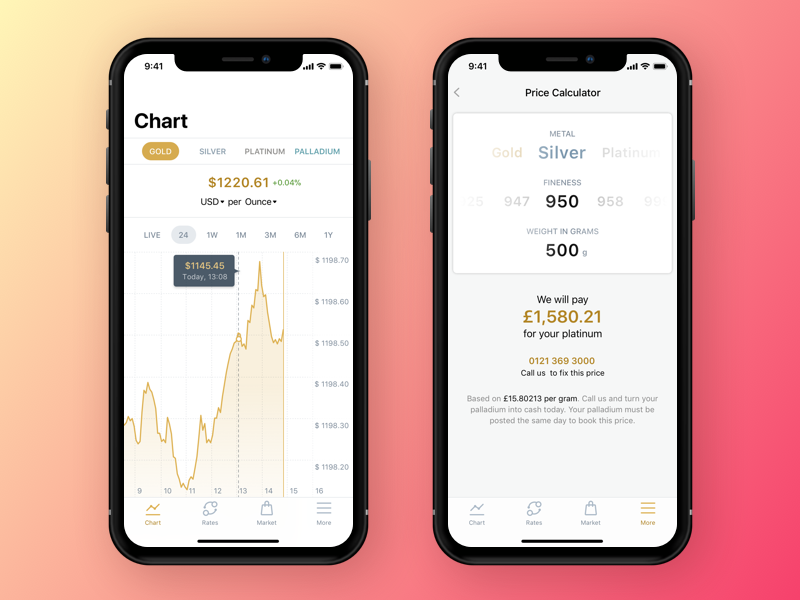 9:41
Chart
GOLD SILVER PLATINUM PALLADIUM
$1220.61 +0.04%
USD per Ounce
LIVE 24 1W 1M 3M 6M 1Y
$1145.45
Today, 13:08
$ 1198.70
$ 1198.60
$ 1198.50
$ 1198.40
$ 1198.30
$ 1198.20
9 10 11 12 13 14 15 16
Chart Rates Market More
9:41
Price Calculator
METAL
Gold Silver Platinum
FINENESS
25 947 950 958 99
WEIGHT IN GRAMS
500 g
We will pay
£1,580.21
for your platinum
0121 369 3000
Call us to fix this price
Based on £15.80213 per gram. Call us and turn your
palladium into cash today. Your palladium must be
posted the same day to book this price.
Chart Rates Market More